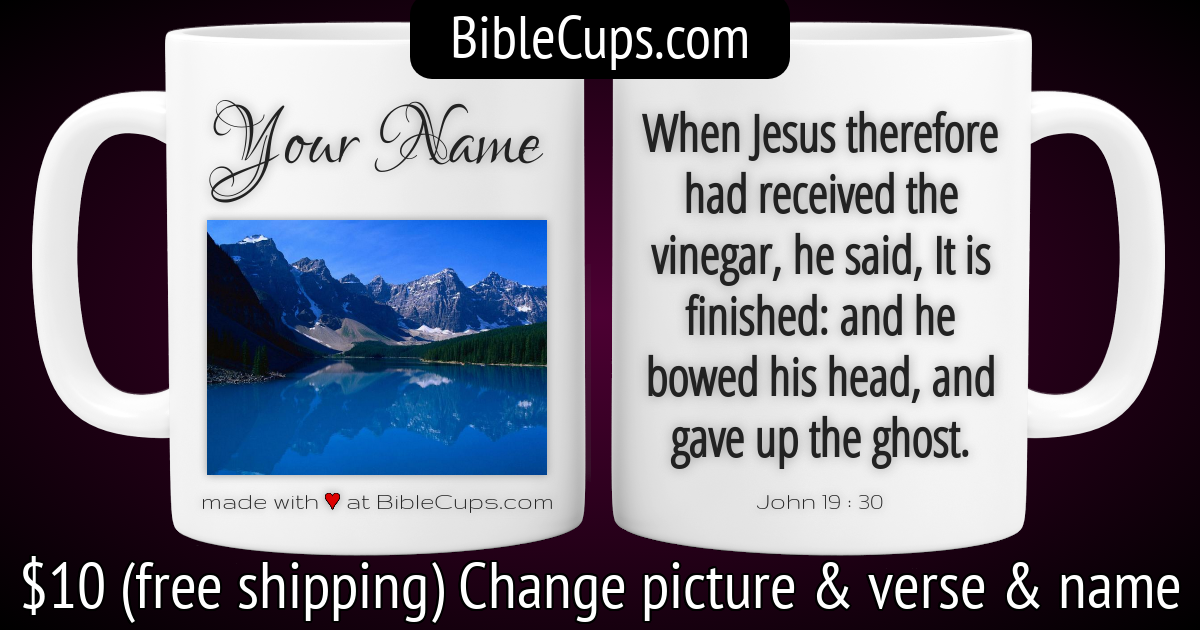 BibleCups.com
Your Name
made with ♥ at BibleCups.com
When Jesus therefore
had received the
vinegar, he said, It is
finished: and he
bowed his head, and
gave up the ghost.
John 19 : 30
$10 (free shipping) Change picture & verse & name